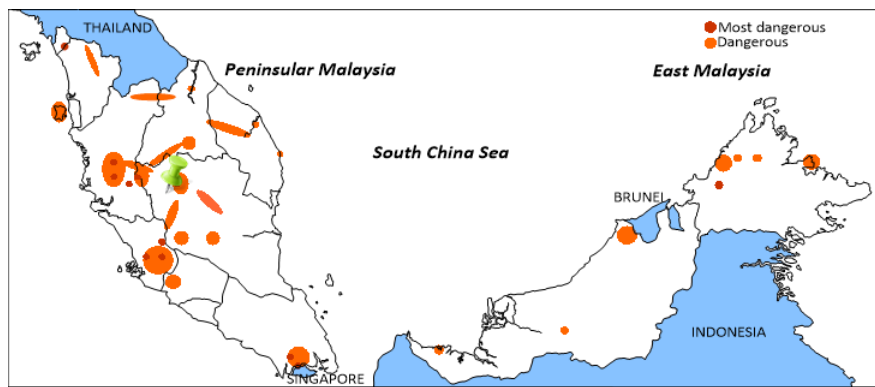 THAILAND
Most dangerous
Dangerous
Peninsular Malaysia
East Malaysia
South China Sea
BRUNEI
INDONESIA
SINGAPORE